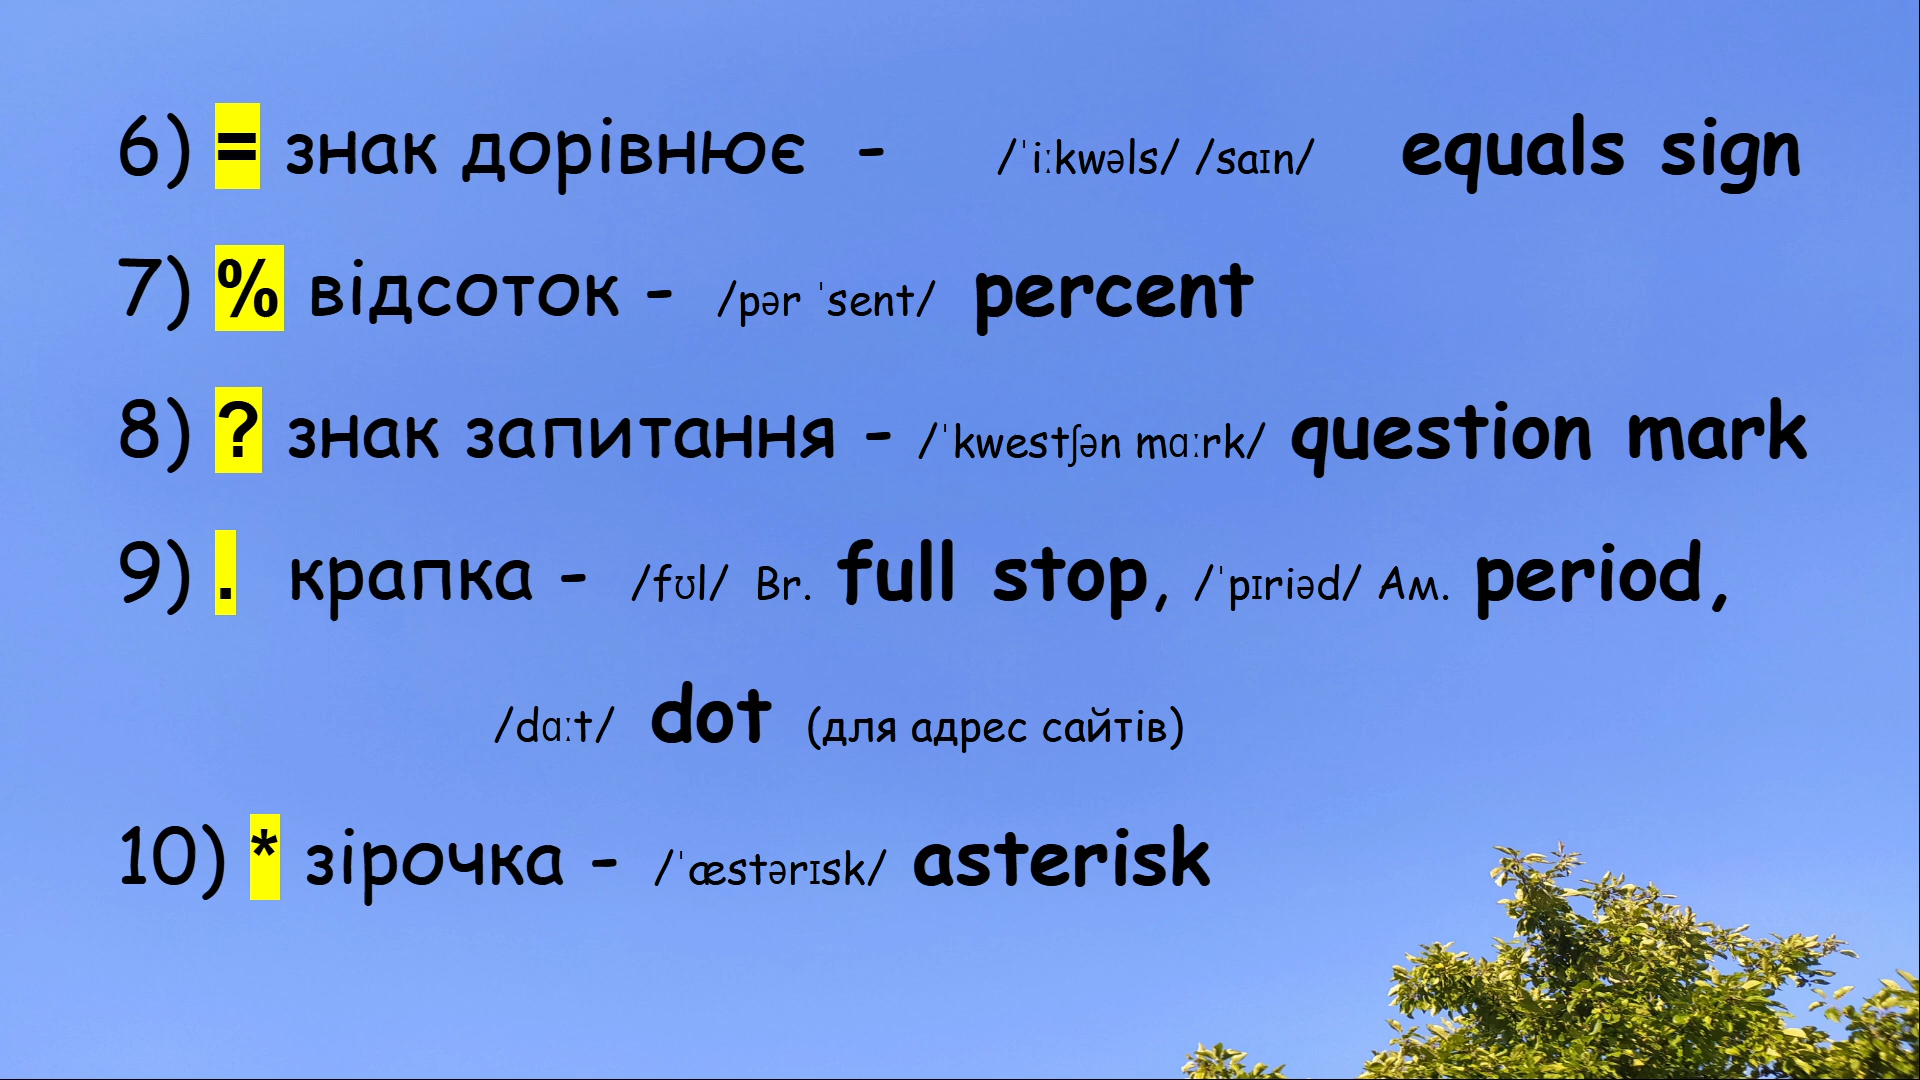 6) = знак дорівнює - /ˈiːkwəls/ /saɪn/ equals sign
7) % відсоток - /pər ˈsent/ percent
8) ? знак запитання - /ˈkwestʃən mɑːrk/ question mark
9) . крапка - /fʊl/ Br. full stop, /ˈpɪriəd/ Am. period,
/dɑːt/ dot (для адрес сайтів)
10) * зірочка - /ˈæstərɪsk/ asterisk